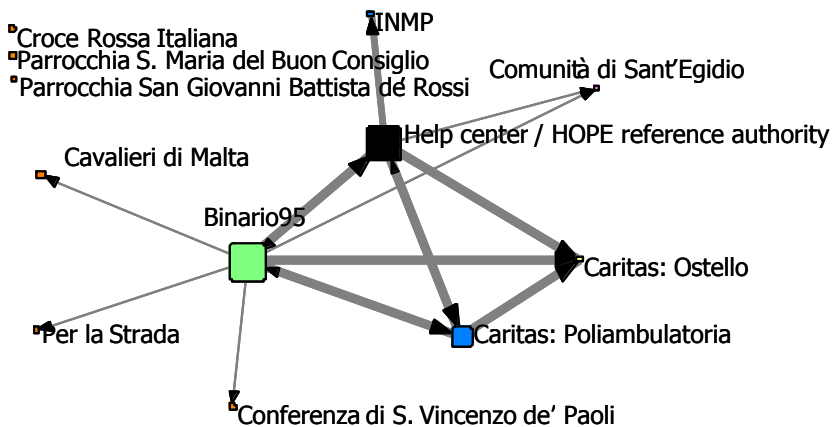 INMP
Croce Rossa Italiana
Parrocchia S. Maria del Buon Consiglio
Comunità di Sant’Egidio
Parrocchia San Giovanni Battista de’ Rossi
Help center / HOPE reference authority
Cavalieri di Malta
Binario95
Caritas: Ostello
Per la Strada
Caritas: Poliambulatoria
Conferenza di S. Vincenzo de’ Paoli